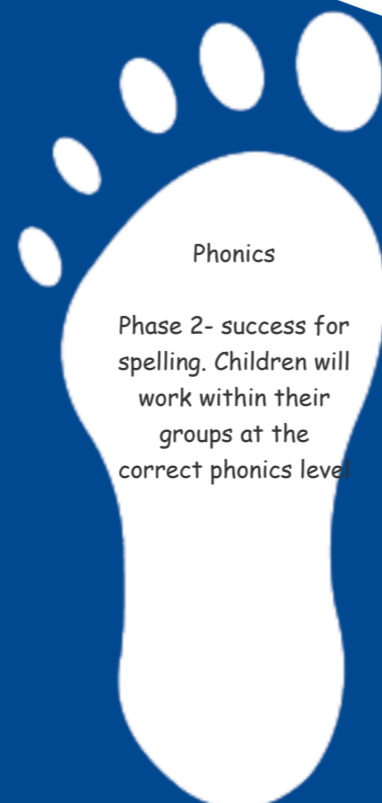 Phonics
Phase 2- success for
spelling. Children will
work within their
groups at the
correct phonics level